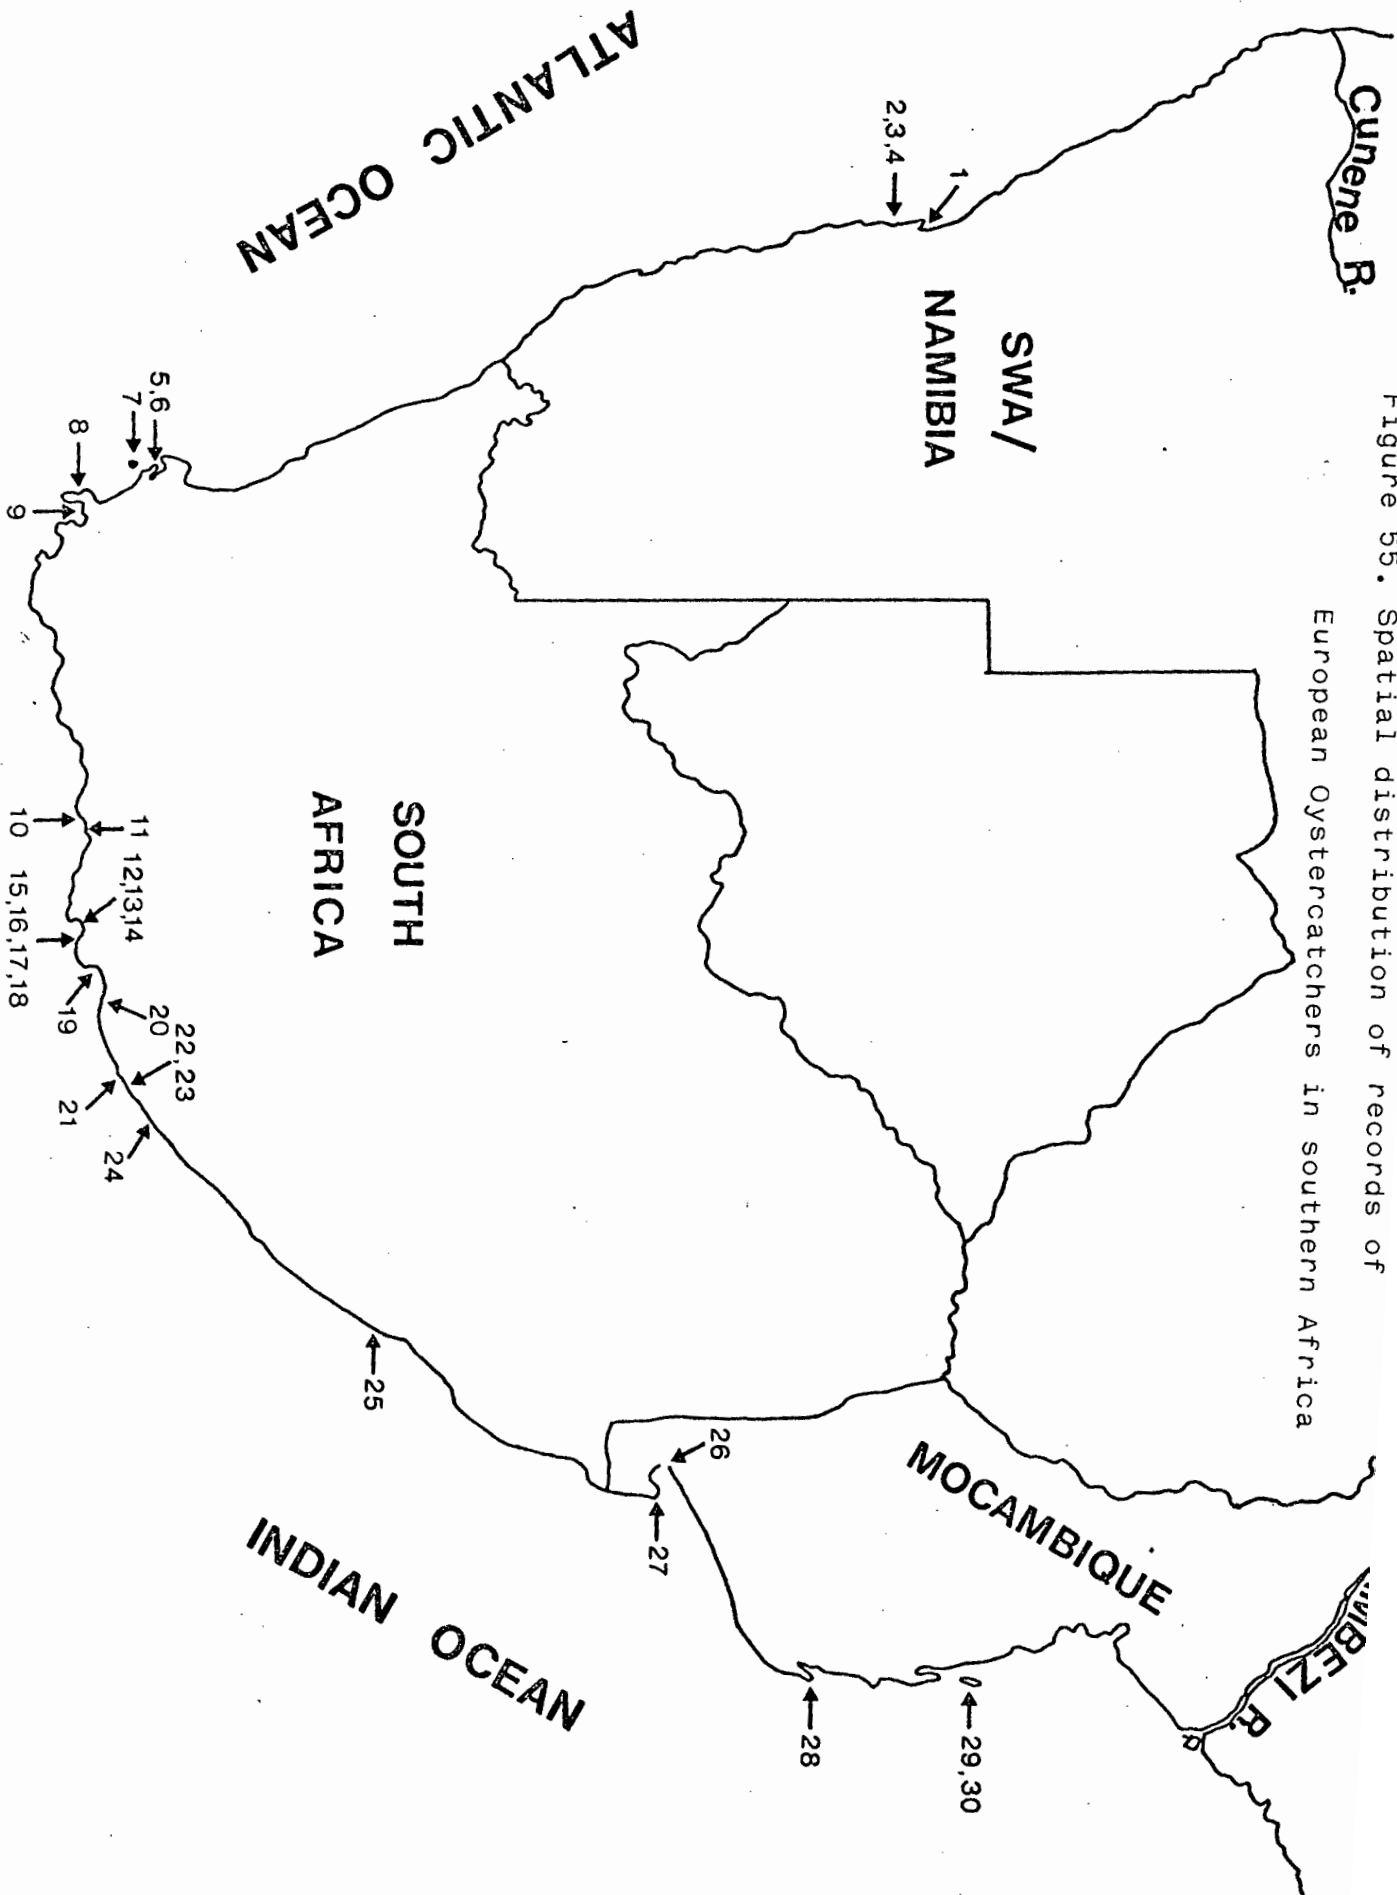 Figure 55. Spatial distribution of records of
European Oystercatchers in southern Africa
Cunene R.
MBEZI R.
SWA/
NAMIBIA
MOCAMBIQUE
1
2,3,4
29,30
28
26
27
SOUTH
AFRICA
25
ATLANTIC OCEAN
INDIAN OCEAN
5,6
7
8
9
10
11
12,13,14
15,16,17,18
19
20
22,23
21
24